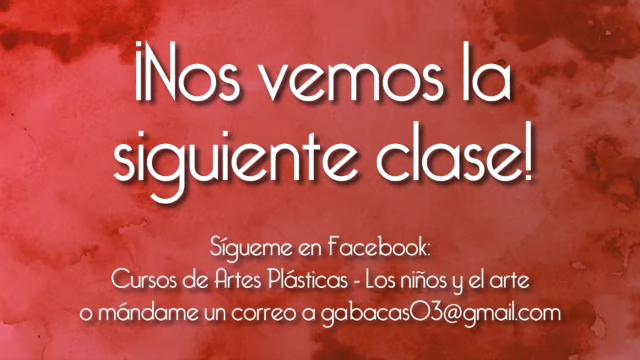 ¡Nos vemos la
siguiente clase!
Sígueme en Facebook:
Cursos de Artes Plásticas - Los niños y el arte
o mándame un correo a gabacas03@gmail.com